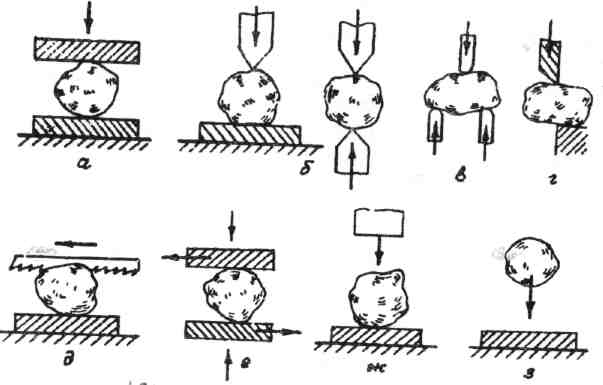 а б в г
д е ж з